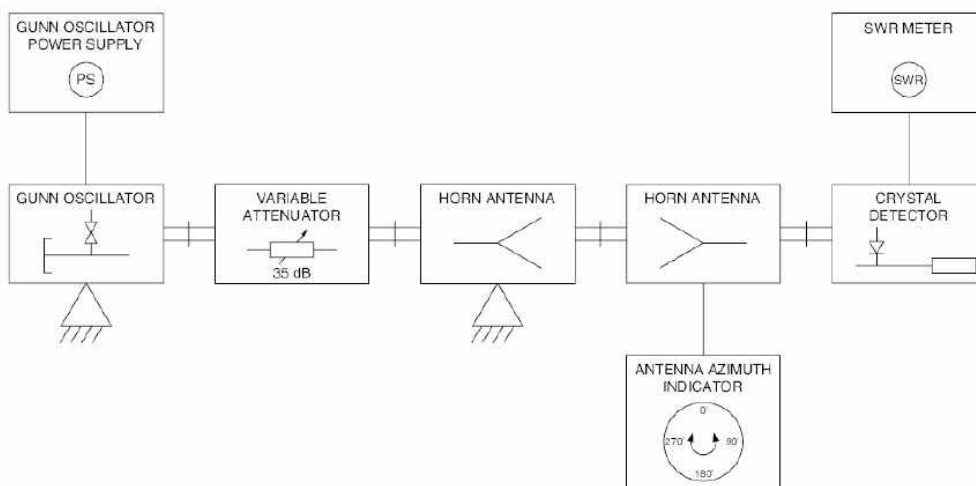 GUNN OSCILLATOR
POWER SUPPLY
PS
SWR METER
SWR
GUNN OSCILLATOR
VARIABLE
ATTENUATOR
35 dB
HORN ANTENNA
HORN ANTENNA
CRYSTAL
DETECTOR
ANTENNA AZIMUTH
INDICATOR
0°
270° 90°
180°